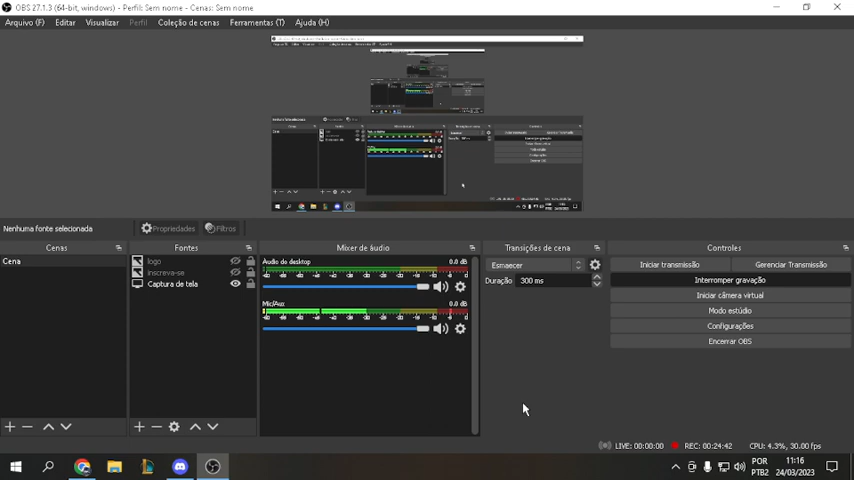 OBS 27.1.3 (64-bit, windows) - Perfil: Sem nome - Cenas: Sem nome
Arquivo (F) Editar Visualizar Perfil Coleção de cenas Ferramentas (T) Ajuda (H)
Nenhuma fonte selecionada Propriedades Filtros
Cenas Fontes Mixer de áudio Transições de cena Controles
Cena
logo
inscreva-se
Captura de tela
Áudio do desktop 0.0 dB
Mic/Aux 0.0 dB
Esmaecer
Duração 300 ms
Iniciar transmissão Gerenciar Transmissão
Interromper gravação
Iniciar câmera virtual
Modo estúdio
Configurações
Encerrar OBS
LIVE: 00:00:00 REC: 00:24:42 CPU: 4.3%, 30.00 fps
POR 11:16
PTB2 24/03/2023